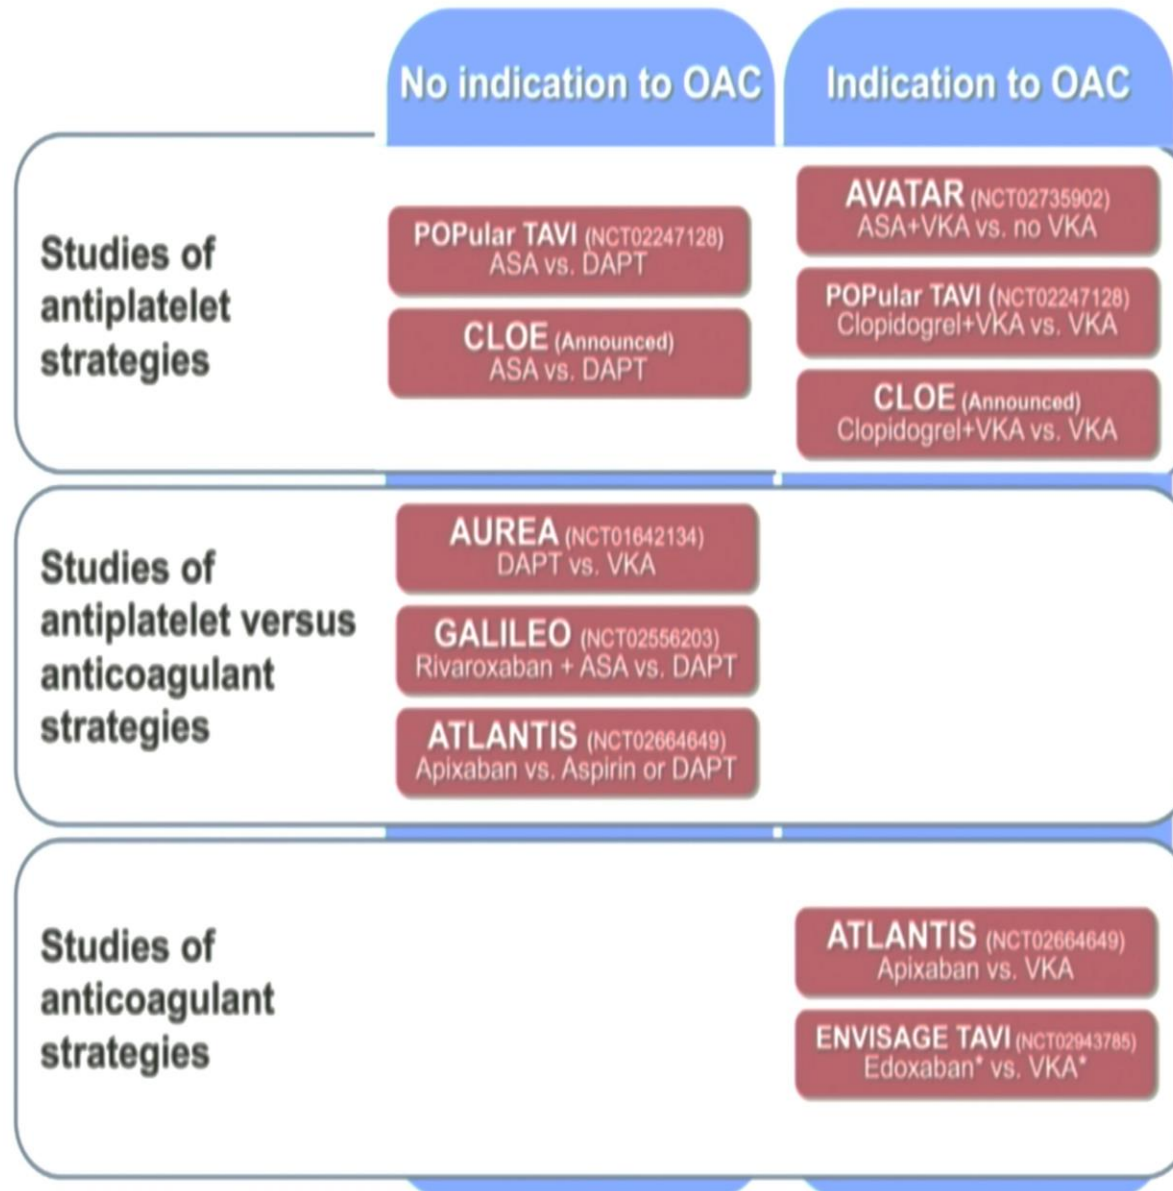 No indication to OAC
Indication to OAC
Studies of
antiplatelet
strategies
POPular TAVI (NCT02247128)
ASA vs. DAPT
CLOE (Announced)
ASA vs. DAPT
AVATAR (NCT02735902)
ASA+VKA vs. no VKA
POPular TAVI (NCT02247128)
Clopidogrel+VKA vs. VKA
CLOE (Announced)
Clopidogrel+VKA vs. VKA
Studies of
antiplatelet versus
anticoagulant
strategies
AUREA (NCT01642134)
DAPT vs. VKA
GALILEO (NCT02556203)
Rivaroxaban + ASA vs. DAPT
ATLANTIS (NCT02664649)
Apixaban vs. Aspirin or DAPT
Studies of
anticoagulant
strategies
ATLANTIS (NCT02664649)
Apixaban vs. VKA
ENVISAGE TAVI (NCT02943785)
Edoxaban* vs. VKA*